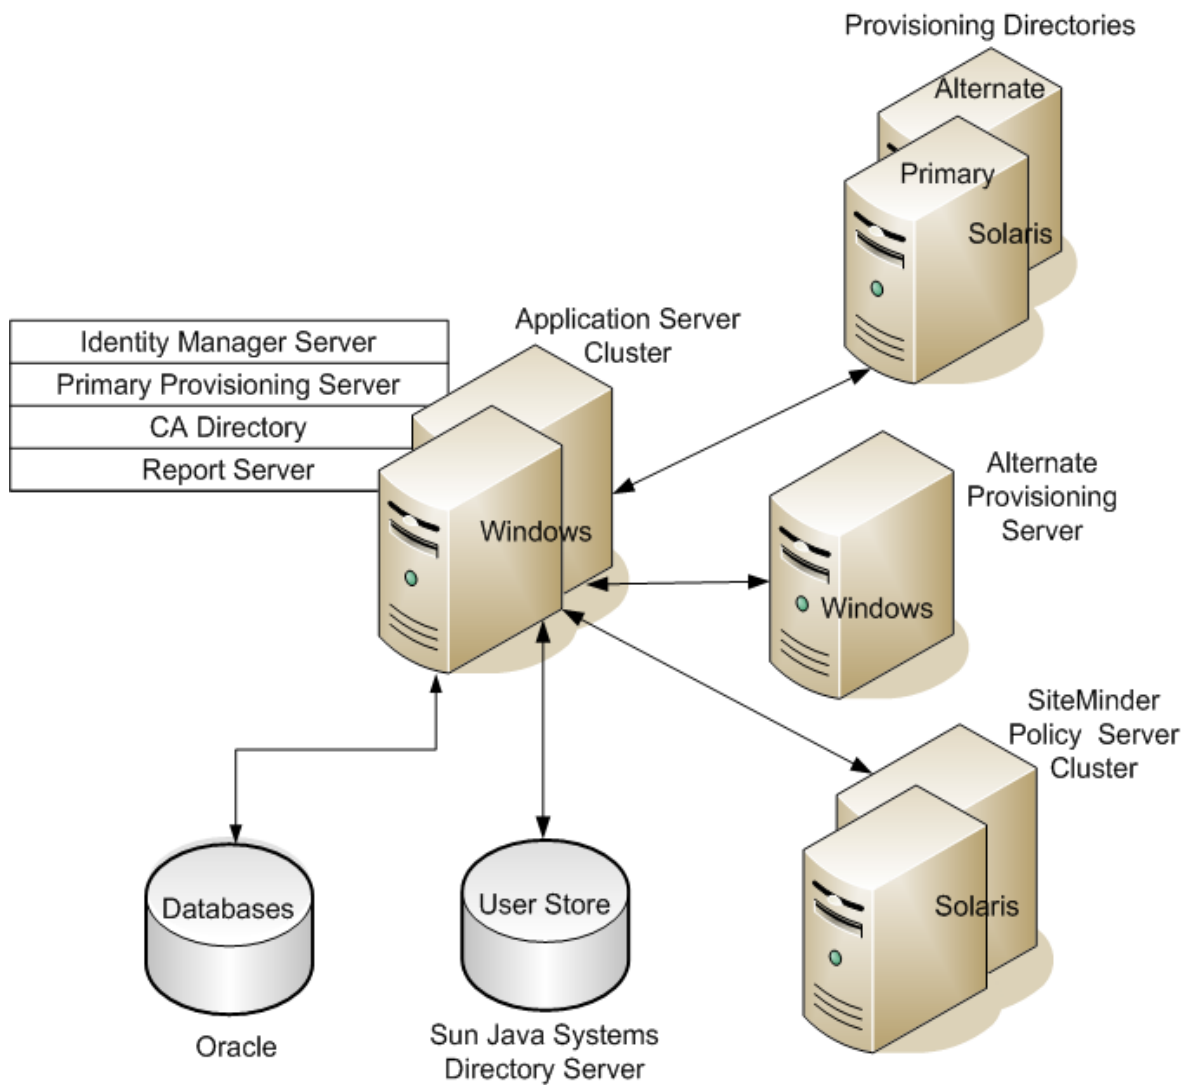 Provisioning Directories
Alternate
Primary
Solaris
Application Server
Cluster
Identity Manager Server
Primary Provisioning Server
CA Directory
Report Server
Windows
Alternate
Provisioning
Server
Windows
SiteMinder
Policy Server
Cluster
Solaris
Databases
Oracle
User Store
Sun Java Systems
Directory Server